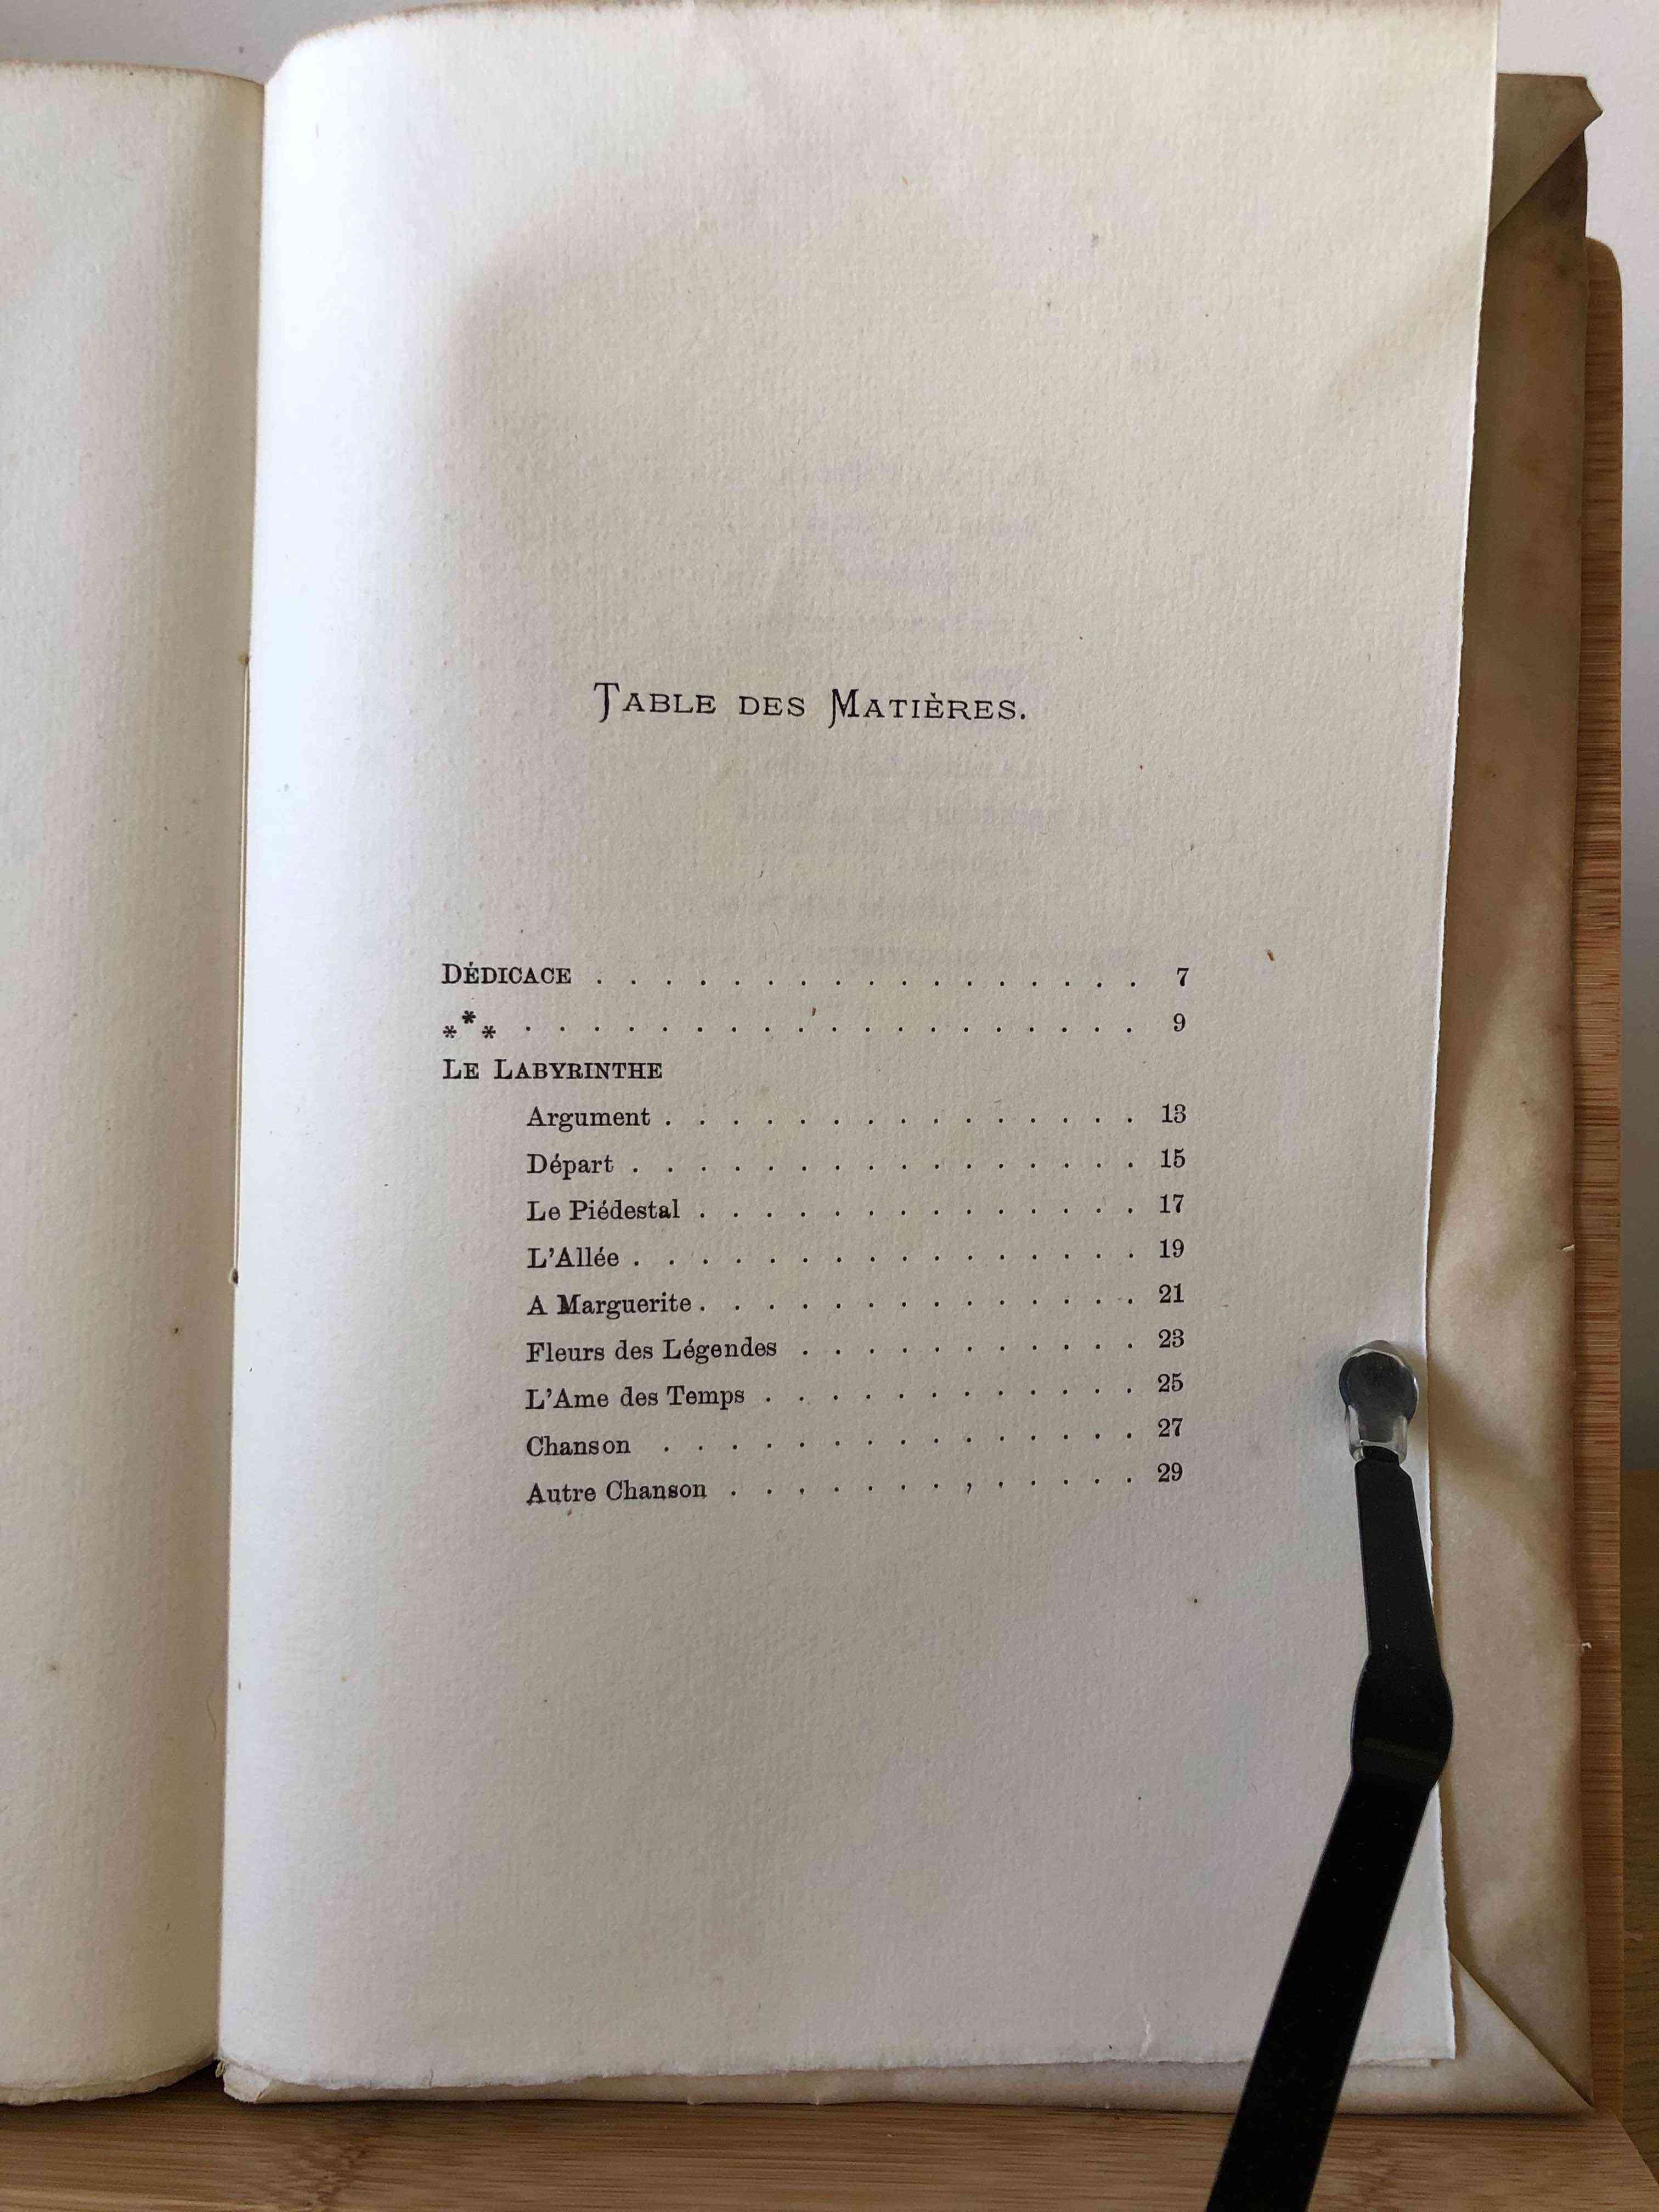 TABLE DES MATIÈRES.
DÉDICACE . . . . . . . . . . . . . . . . . 7
*** . . . . . . . . . . . . . . . . . . . 9
LE LABYRINTHE
Argument . . . . . . . . . . . . . . . 13
Départ . . . . . . . . . . . . . . . . 15
Le Piédestal . . . . . . . . . . . . . . 17
L'Allée . . . . . . . . . . . . . . . . 19
A Marguerite . . . . . . . . . . . . . . 21
Fleurs des Légendes . . . . . . . . . . . 23
L'Ame des Temps . . . . . . . . . . . . 25
Chanson . . . . . . . . . . . . . . . 27
Autre Chanson . . . . . . . , . . . . . 29